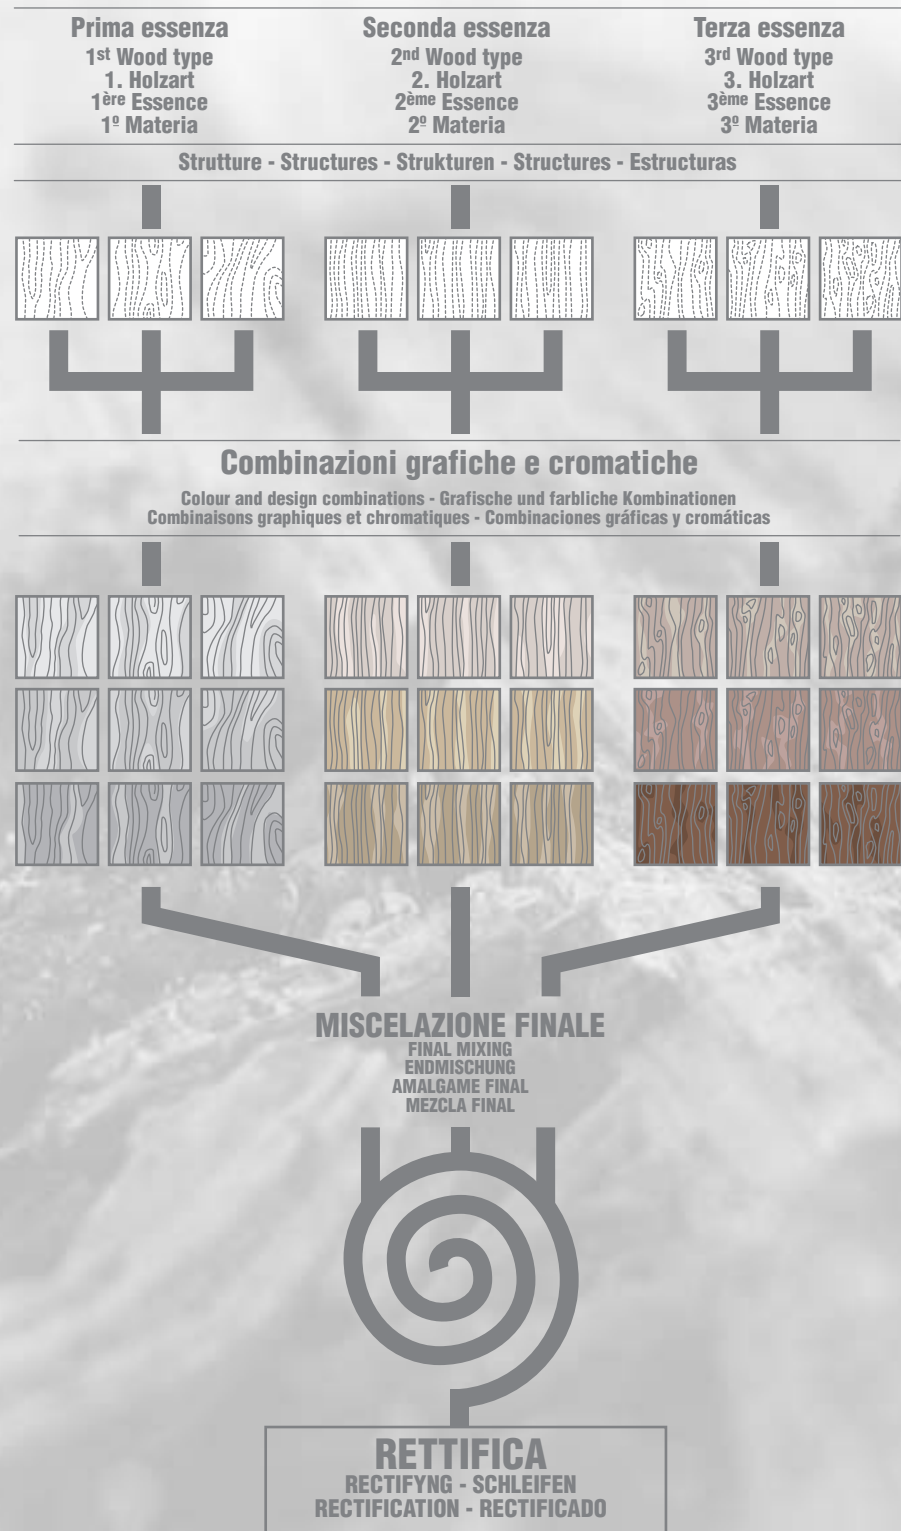 Prima essenza
1st Wood type
1. Holzart
1ère Essence
1º Materia
Seconda essenza
2nd Wood type
2. Holzart
2ème Essence
2º Materia
Terza essenza
3rd Wood type
3. Holzart
3ème Essence
3º Materia
Strutture - Structures - Strukturen - Structures - Estructuras
Combinazioni grafiche e cromatiche
Colour and design combinations - Grafische und farbliche Kombinationen
Combinaisons graphiques et chromatiques - Combinaciones gráficas y cromáticas
MISCELAZIONE FINALE
FINAL MIXING
ENDMISCHUNG
AMALGAME FINAL
MEZCLA FINAL
RETTIFICA
RECTIFYNG - SCHLEIFEN
RECTIFICATION - RECTIFICADO